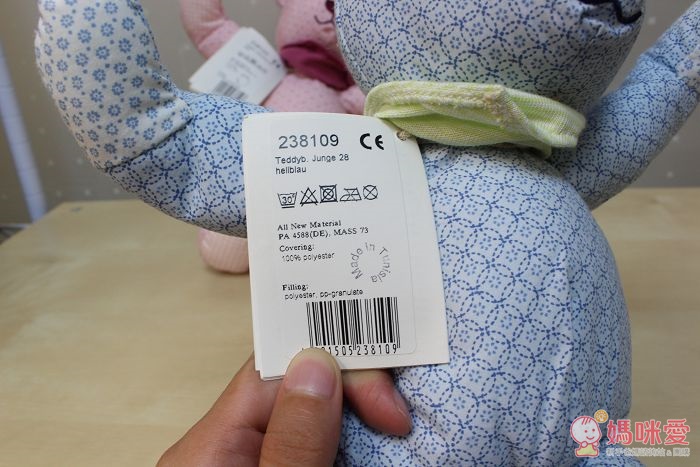 238109 CE
Teddyb. Junge 28
hellblau
30
All New Material
PA 4588(DE), MASS 73
Covering:
100% polyester
Made in Tunisia
Filling:
polyester, pp-granulate
505238109
媽咪愛